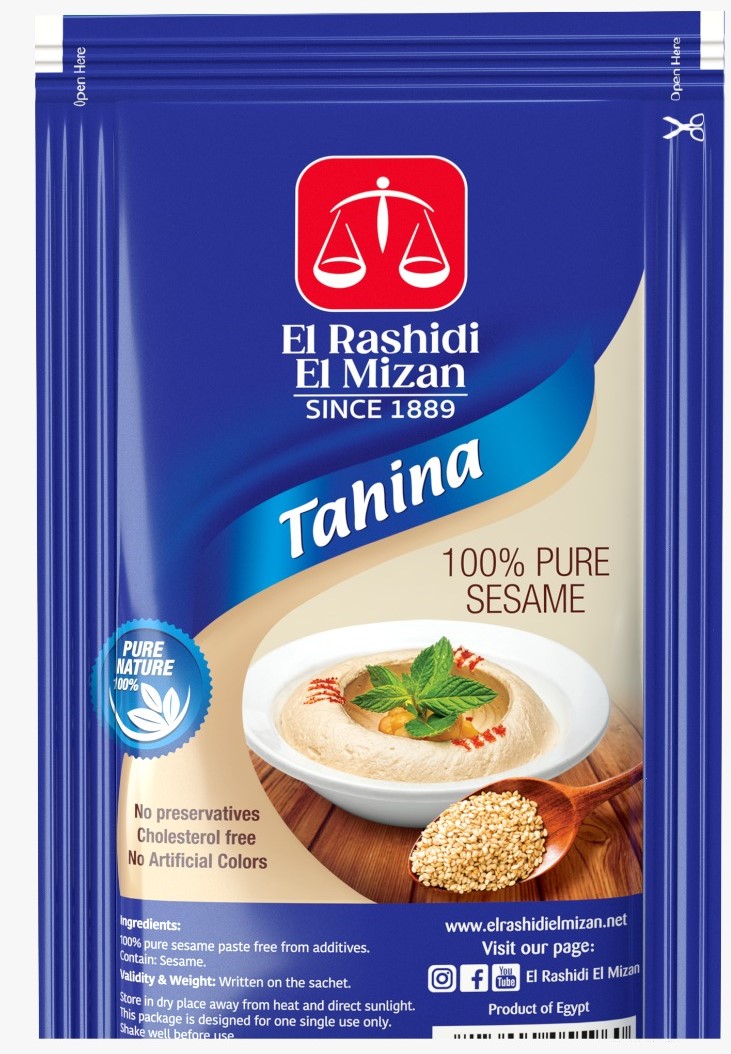 Open Here
Open Here
El Rashidi
El Mizan
SINCE 1889
Tahina
100% PURE
SESAME
PURE
NATURE
100%
No preservatives
Cholesterol free
No Artificial Colors
Ingredients:
100% pure sesame paste free from additives.
Contain: Sesame.
Validity & Weight: Written on the sachet.
Store in dry place away from heat and direct sunlight.
This package is designed for one single use only.
Shake well before use
www.elrashidielmizan.net
Visit our page:
You
Tube
El Rashidi El Mizan
Product of Egypt